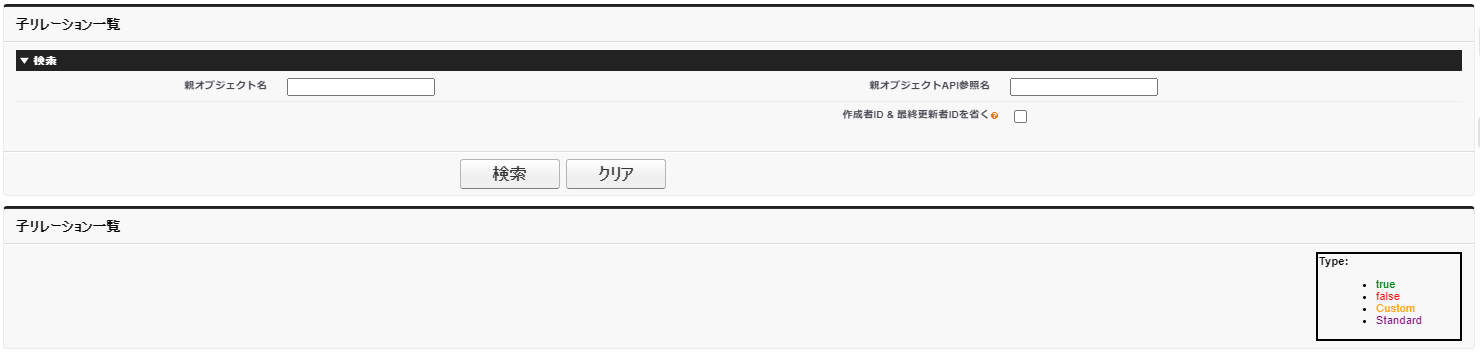 子リレーション一覧
▼ 検索
親オブジェクト名
親オブジェクトAPI参照名
作成者ID & 最終更新者IDを省く
検索
クリア
子リレーション一覧
Type:
true
false
Custom
Standard